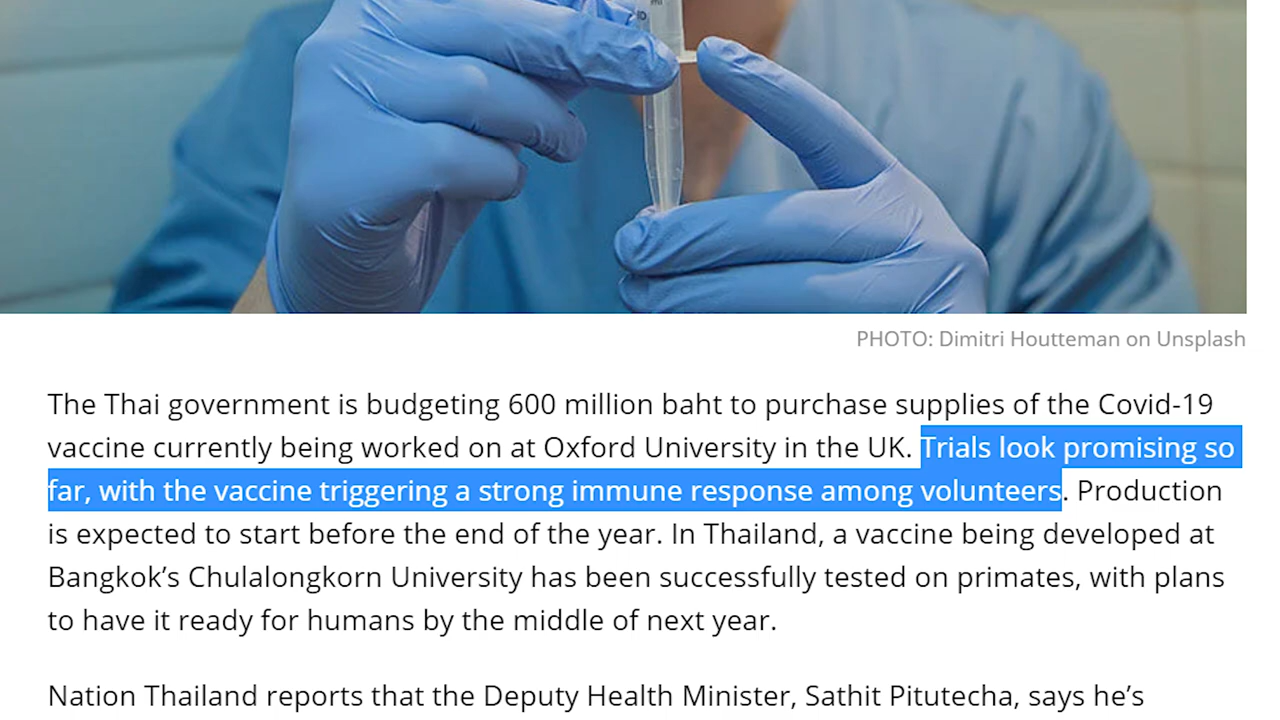 PHOTO: Dimitri Houtteman on Unsplash
The Thai government is budgeting 600 million baht to purchase supplies of the Covid-19
vaccine currently being worked on at Oxford University in the UK. Trials look promising so
far, with the vaccine triggering a strong immune response among volunteers. Production
is expected to start before the end of the year. In Thailand, a vaccine being developed at
Bangkok’s Chulalongkorn University has been successfully tested on primates, with plans
to have it ready for humans by the middle of next year.
Nation Thailand reports that the Deputy Health Minister, Sathit Pitutecha, says he’s